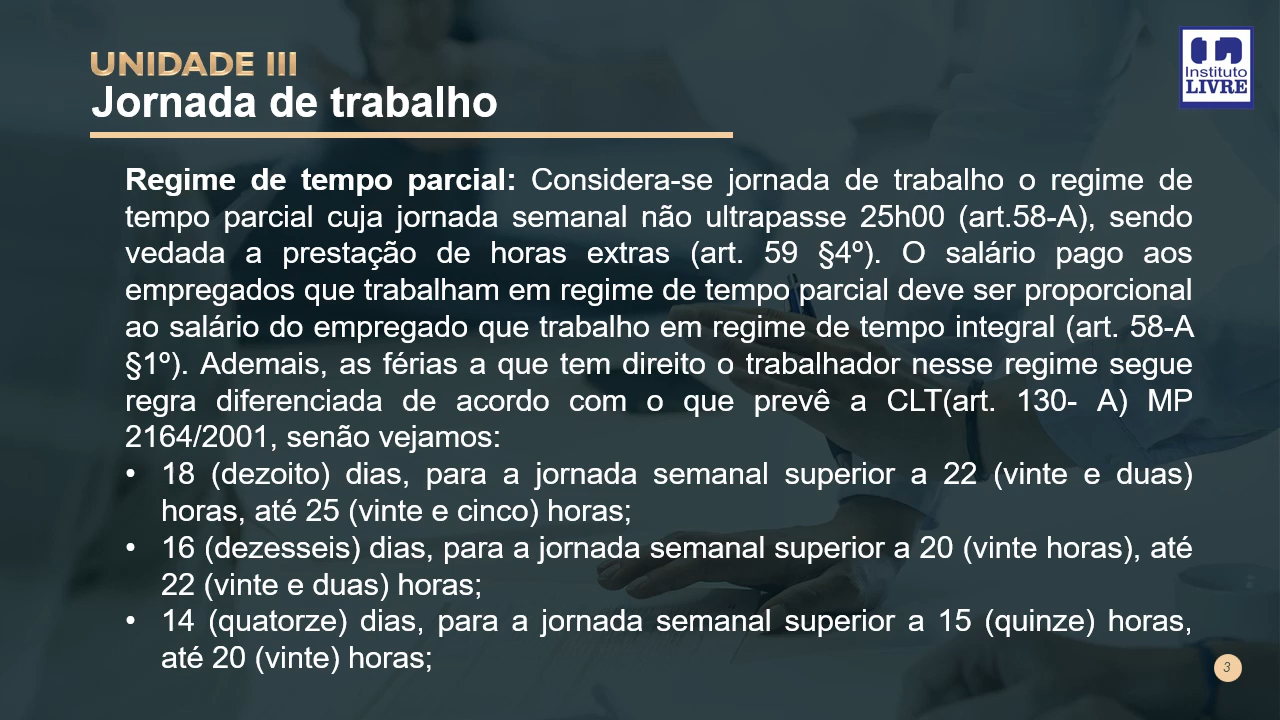 UNIDADE III
Jornada de trabalho
Instituto
LIVRE
Regime de tempo parcial: Considera-se jornada de trabalho o regime de
tempo parcial cuja jornada semanal não ultrapasse 25h00 (art.58-A), sendo
vedada a prestação de horas extras (art. 59 §4º). O salário pago aos
empregados que trabalham em regime de tempo parcial deve ser proporcional
ao salário do empregado que trabalho em regime de tempo integral (art. 58-A
§1º). Ademais, as férias a que tem direito o trabalhador nesse regime segue
regra diferenciada de acordo com o que prevê a CLT(art. 130- A) MP
2164/2001, senão vejamos:
• 18 (dezoito) dias, para a jornada semanal superior a 22 (vinte e duas)
horas, até 25 (vinte e cinco) horas;
• 16 (dezesseis) dias, para a jornada semanal superior a 20 (vinte horas), até
22 (vinte e duas) horas;
• 14 (quatorze) dias, para a jornada semanal superior a 15 (quinze) horas,
até 20 (vinte) horas;
3